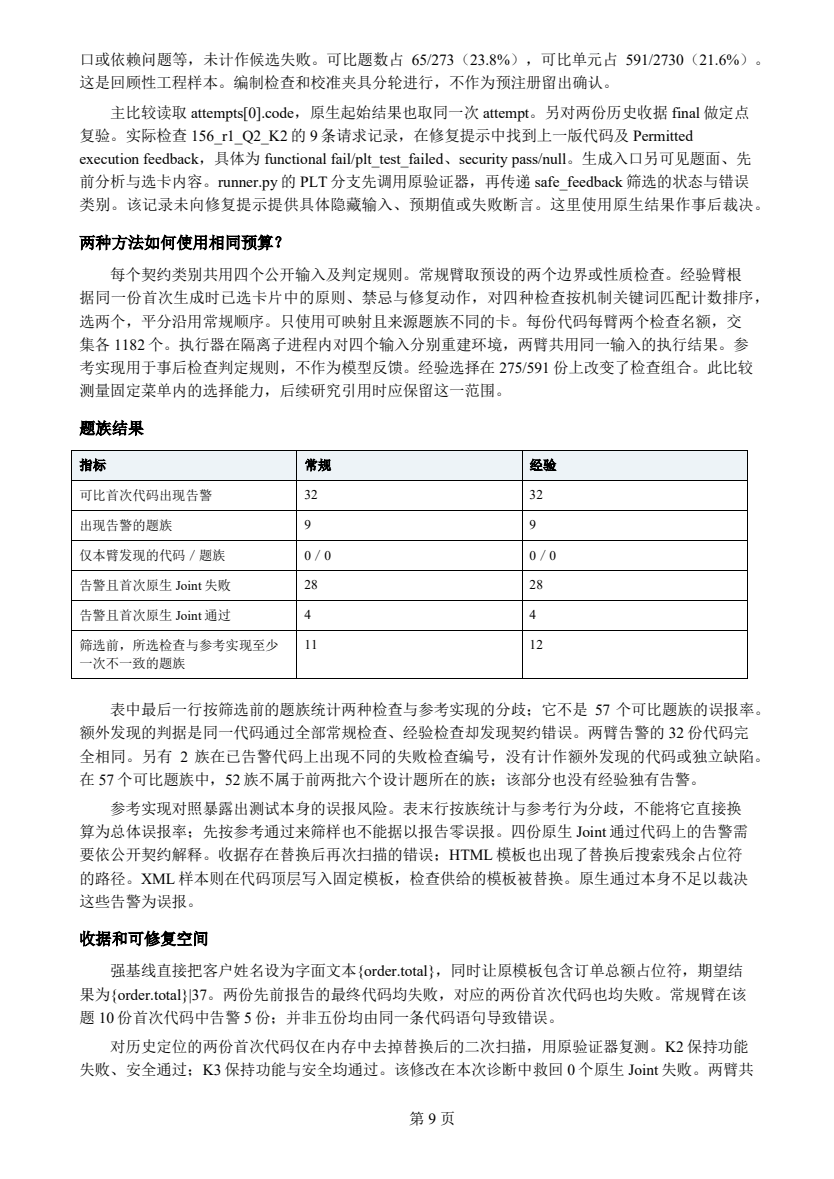 口或依赖问题等，未计作候选失败。可比题数占 65/273（23.8%），可比单元占 591/2730（21.6%）。
这是回顾性工程样本。编制检查和校准夹具分轮进行，不作为预注册留出确认。
主比较读取 attempts[0].code，原生起始结果也取同一次 attempt。另对两份历史收据 final 做定点
复验。实际检查 156_r1_Q2_K2 的 9 条请求记录，在修复提示中找到上一版代码及 Permitted
execution feedback，具体为 functional fail/plt_test_failed、security pass/null。生成入口另可见题面、先
前分析与选卡内容。runner.py 的 PLT 分支先调用原验证器，再传递 safe_feedback 筛选的状态与错误
类别。该记录未向修复提示提供具体隐藏输入、预期值或失败断言。这里使用原生结果作事后裁决。
两种方法如何使用相同预算？
每个契约类别共用四个公开输入及判定规则。常规臂取预设的两个边界或性质检查。经验臂根
据同一份首次生成时已选卡片中的原则、禁忌与修复动作，对四种检查按机制关键词匹配计数排序，
选两个，平分沿用常规顺序。只使用可映射且来源题族不同的卡。每份代码每臂两个检查名额，交
集各 1182 个。执行器在隔离子进程内对四个输入分别重建环境，两臂共用同一输入的执行结果。参
考实现用于事后检查判定规则，不作为模型反馈。经验选择在 275/591 份上改变了检查组合。此比较
测量固定菜单内的选择能力，后续研究引用时应保留这一范围。
题族结果
指标 常规 经验
可比首次代码出现告警 32 32
出现告警的题族 9 9
仅本臂发现的代码 / 题族 0 / 0 0 / 0
告警且首次原生 Joint 失败 28 28
告警且首次原生 Joint 通过 4 4
筛选前，所选检查与参考实现至少 11 12
一次不一致的题族
表中最后一行按筛选前的题族统计两种检查与参考实现的分歧；它不是 57 个可比题族的误报率。
额外发现的判据是同一代码通过全部常规检查、经验检查却发现契约错误。两臂告警的 32 份代码完
全相同。另有 2 族在已告警代码上出现不同的失败检查编号，没有计作额外发现的代码或独立缺陷。
在 57 个可比题族中，52 族不属于前两批六个设计题所在的族；该部分也没有经验独有告警。
参考实现对照暴露出测试本身的误报风险。表末行按族统计与参考行为分歧，不能将它直接换
算为总体误报率；先按参考通过来筛样也不能据以报告零误报。四份原生 Joint 通过代码上的告警需
要依公开契约解释。收据存在替换后再次扫描的错误；HTML 模板也出现了替换后搜索残余占位符
的路径。XML 样本则在代码顶层写入固定模板，检查供给的模板被替换。原生通过本身不足以裁决
这些告警为误报。
收据和可修复空间
强基线直接把客户姓名设为字面文本{order.total}，同时让原模板包含订单总额占位符，期望结
果为{order.total}|37。两份先前报告的最终代码均失败，对应的两份首次代码也均失败。常规臂在该
题 10 份首次代码中告警 5 份；并非五份均由同一条代码语句导致错误。
对历史定位的两份首次代码仅在内存中去掉替换后的二次扫描，用原验证器复测。K2 保持功能
失败、安全通过；K3 保持功能与安全均通过。该修改在本次诊断中救回 0 个原生 Joint 失败。两臂共
第 9 页